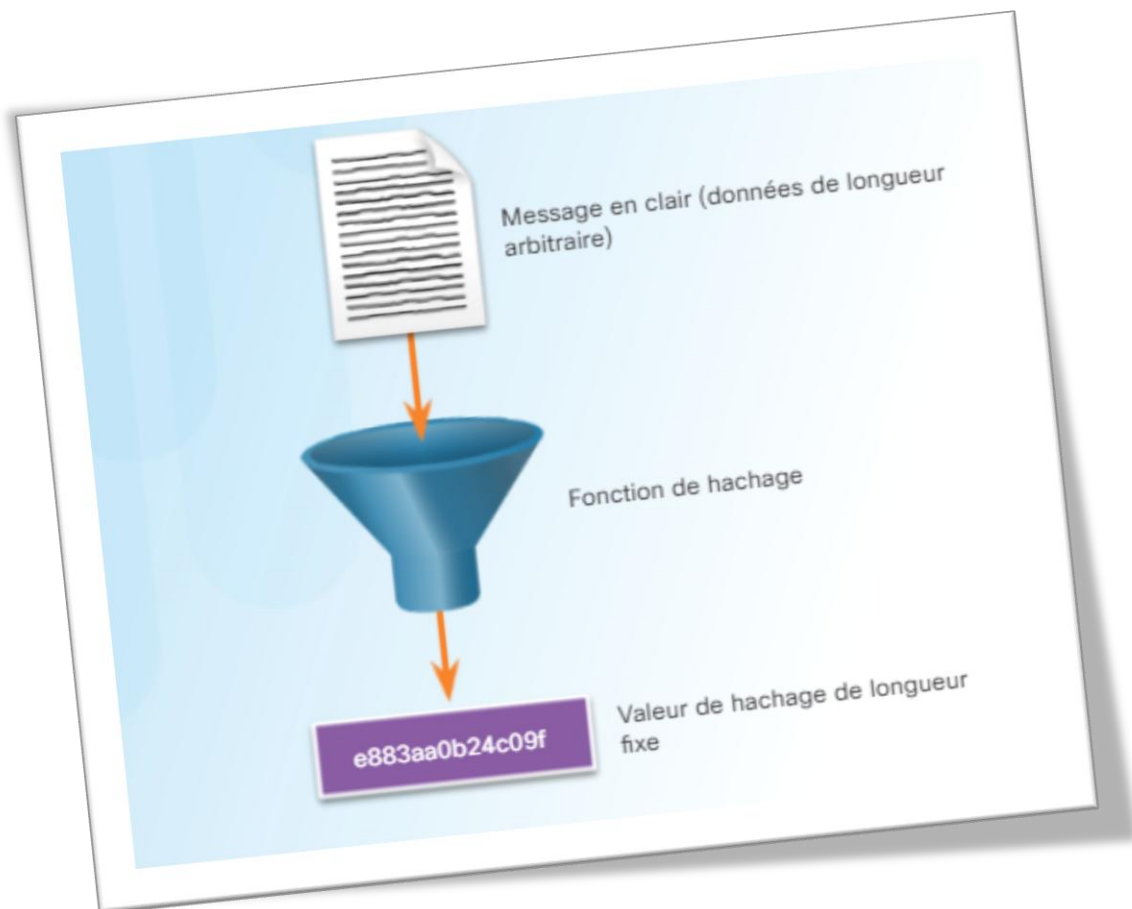 Message en clair (données de longueur
arbitraire)
Fonction de hachage
e883aa0b24c09f
Valeur de hachage de longueur
fixe